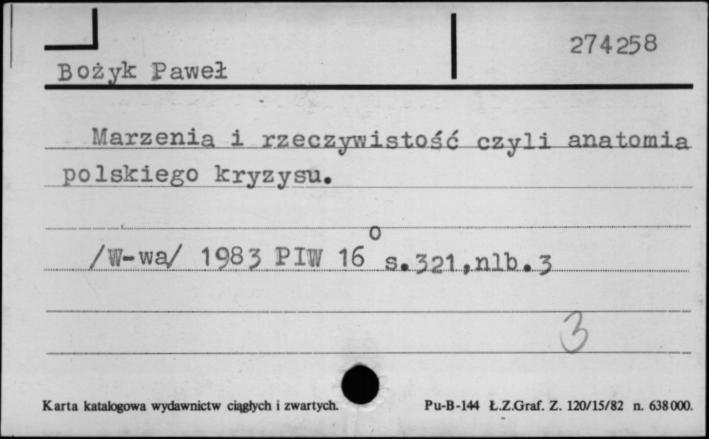 274258
Bożyk Paweł
Marzenia i rzeczywistość czyli anatomia
polskiego kryzysu.
/W-wa/ 1983 PIW 16° s.321,nlb.3
3
Karta katalogowa wydawnictw ciągłych i zwartych. Pu-B-144 Ł.Z.Graf. Z. 120/15/82 n. 638000.